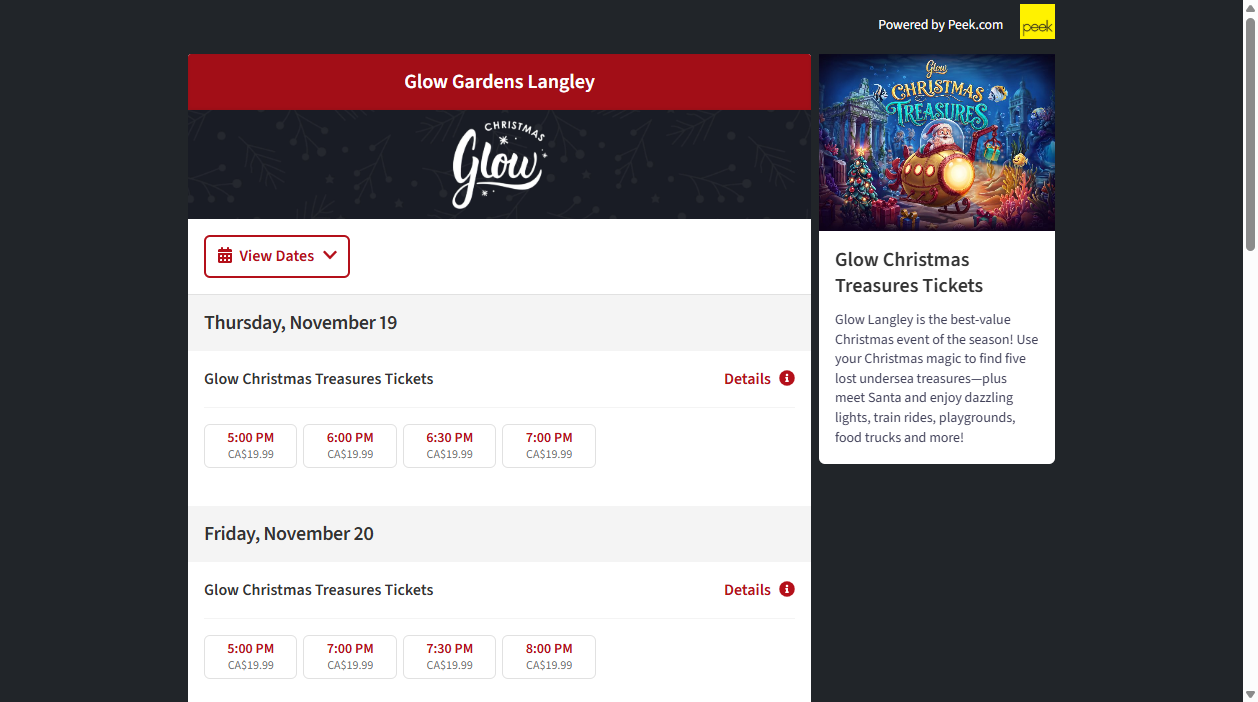 Powered by Peek.com
peek
Glow Gardens Langley
CHRISTMAS
Glow
View Dates
Thursday, November 19
Glow Christmas Treasures Tickets
Details
5:00 PM 6:00 PM 6:30 PM 7:00 PM
CA$19.99 CA$19.99 CA$19.99 CA$19.99
Friday, November 20
Glow Christmas Treasures Tickets
Details
5:00 PM 7:00 PM 7:30 PM 8:00 PM
CA$19.99 CA$19.99 CA$19.99 CA$19.99
Glow
CHRISTMAS
TREASURES
Glow Christmas
Treasures Tickets
Glow Langley is the best-value
Christmas event of the season! Use
your Christmas magic to find five
lost undersea treasures—plus
meet Santa and enjoy dazzling
lights, train rides, playgrounds,
food trucks and more!